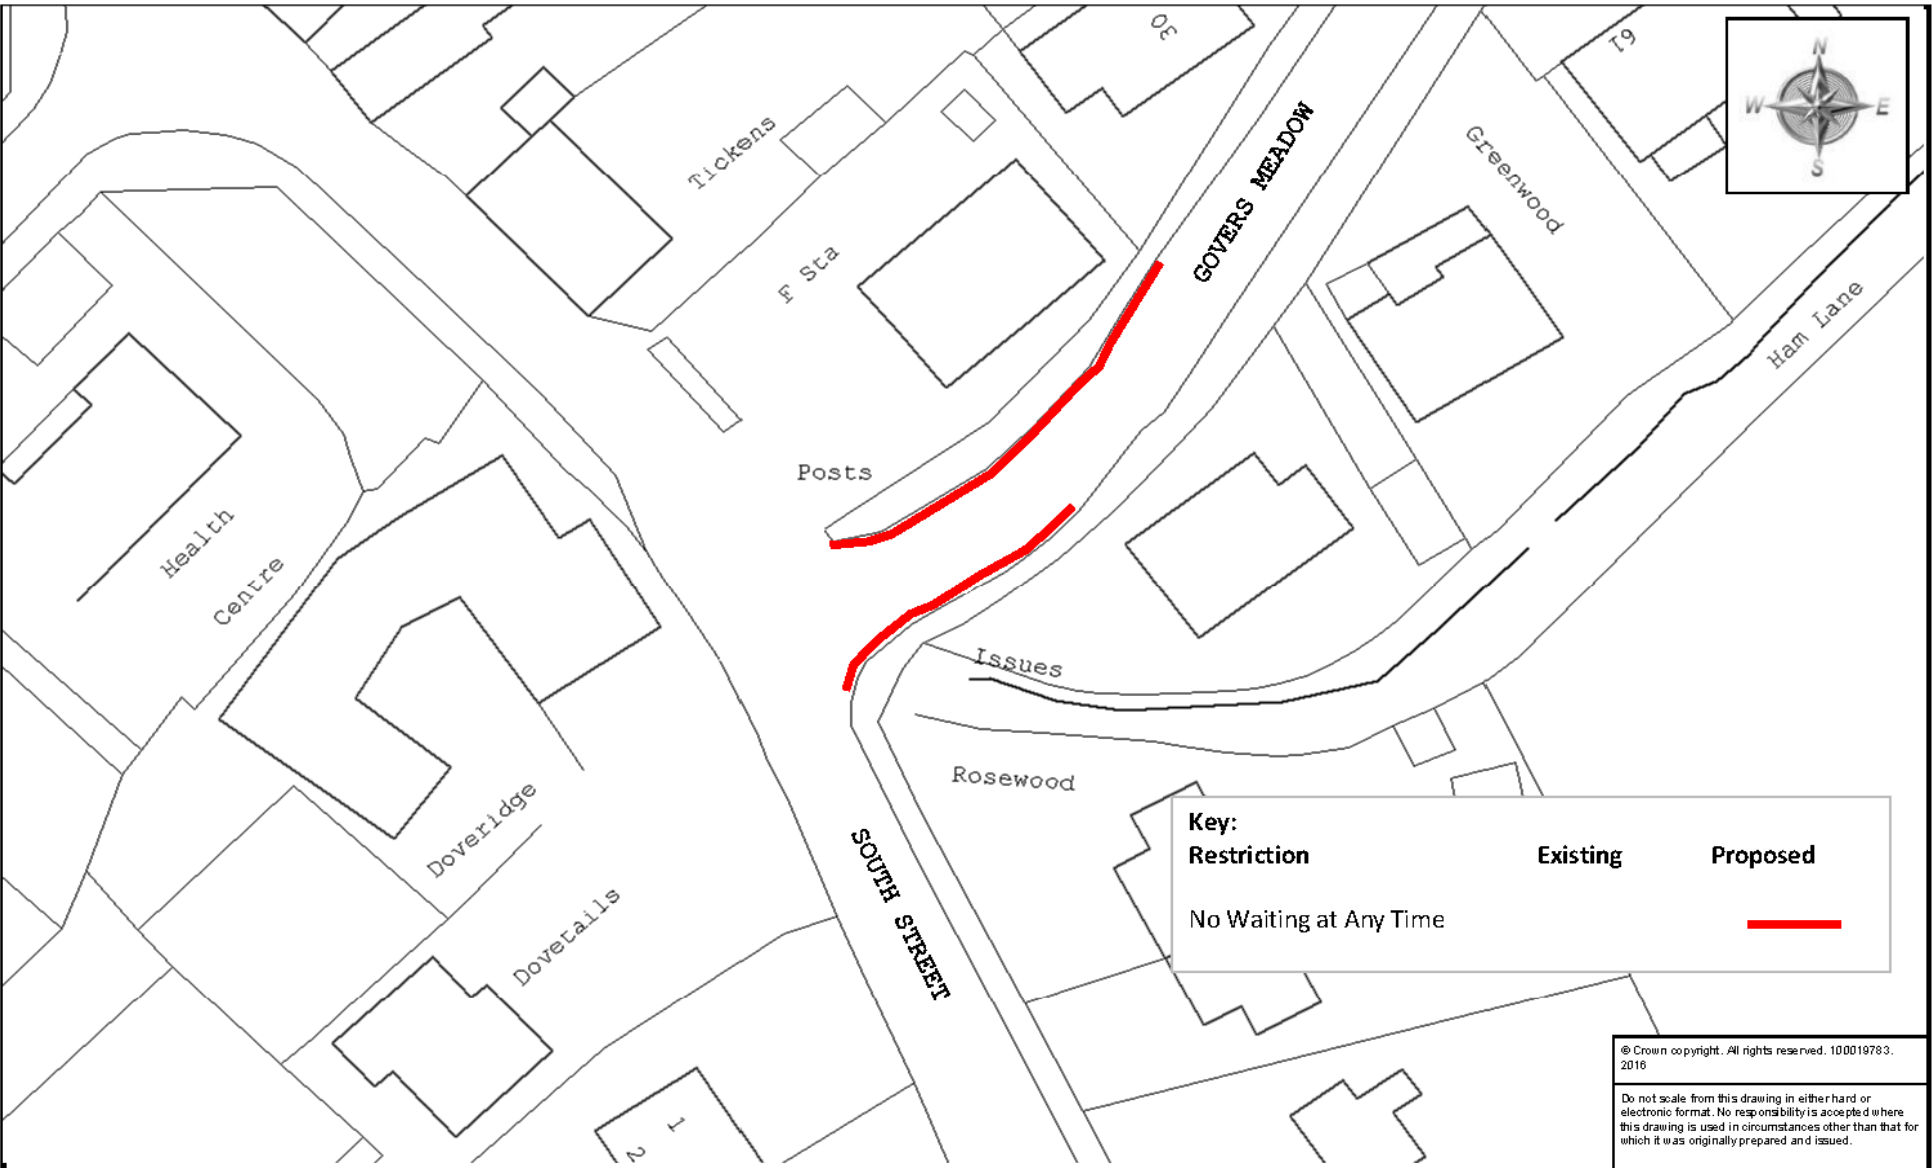 30
61
N
W E
S
Tickens
GOVERS MEADOW
Greenwood
F Sta
Ham Lane
Posts
Health
Centre
Issues
Rosewood
Doveridge
SOUTH STREET
Dovetails
1
2
Key:
Restriction Existing Proposed
No Waiting at Any Time
© Crown copyright. All rights reserved. 100019783.
2016
Do not scale from this drawing in either hard or
electronic format. No responsibility is accepted where
this drawing is used in circumstances other than that for
which it was originally prepared and issued.